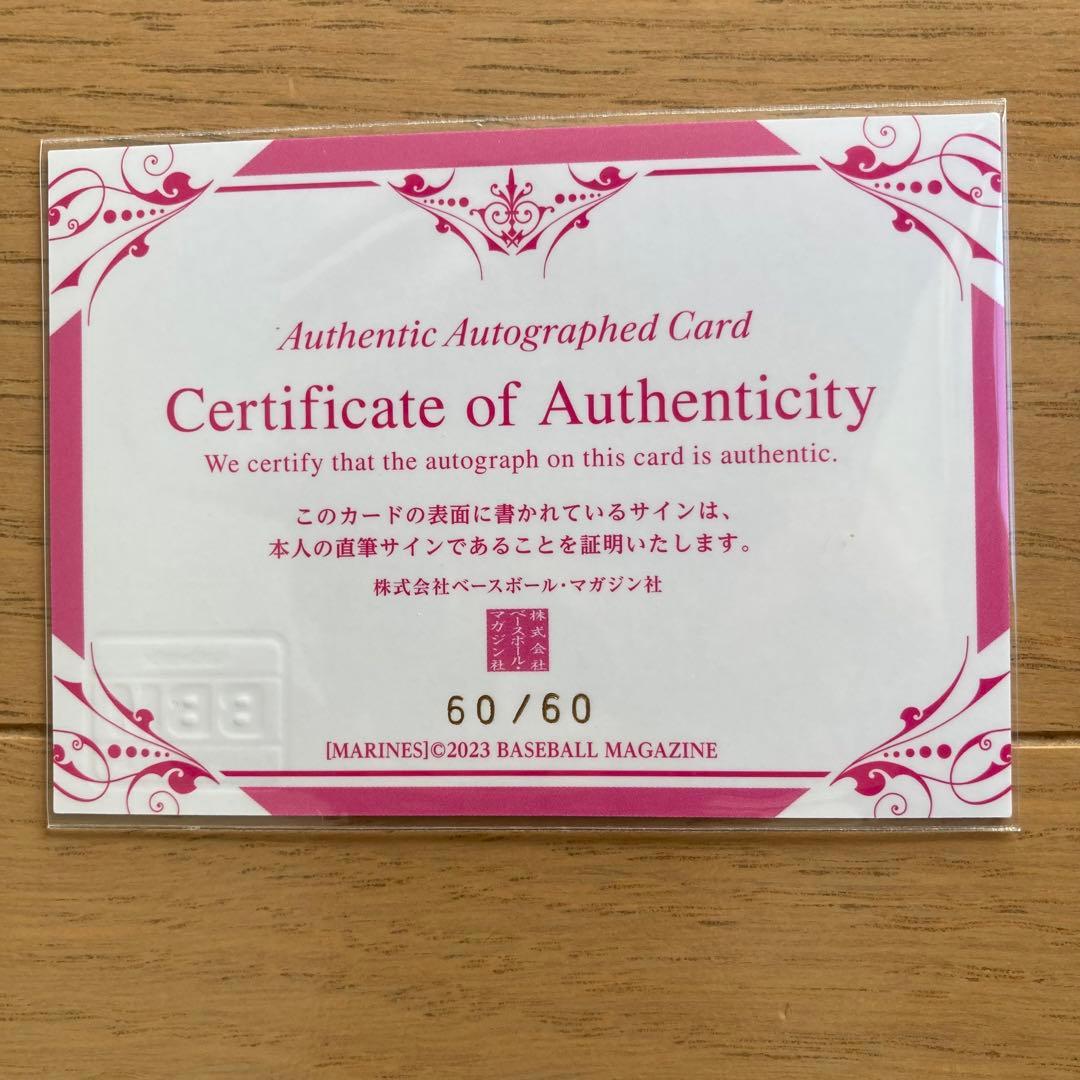 Authentic Autographed Card
Certificate of Authenticity
We certify that the autograph on this card is authentic.
このカードの表面に書かれているサインは、
本人の直筆サインであることを証明いたします。
株式会社ベースボール・マガジン社
株式会社
ベースボール・
マガジン社
60/60
[MARINES]©2023 BASEBALL MAGAZINE